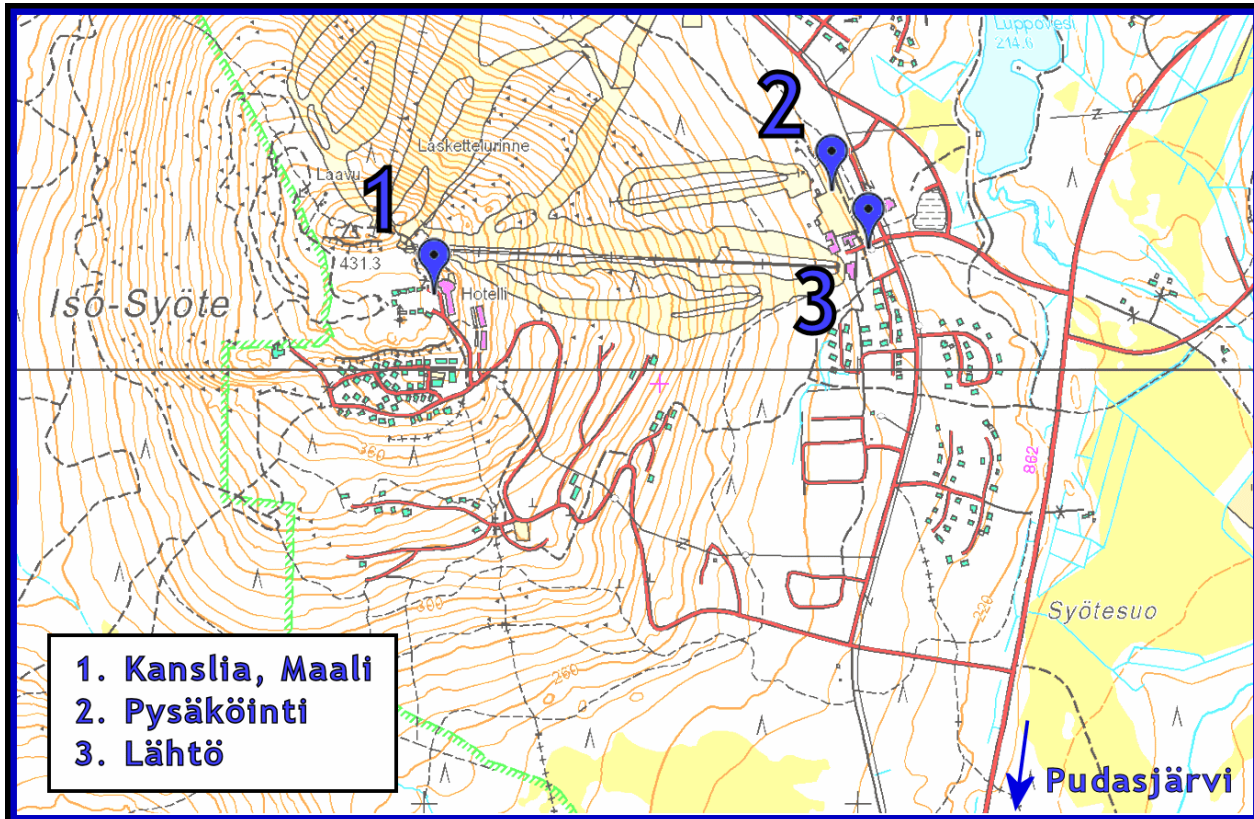 Luppovesi
214.6
2
Laskettelurinne
Laavu
1
431.3
Iso-Syöte
Hotelli
3
862
360
300
260
220
Syötesuo
1. Kanslia, Maali
2. Pysäköinti
3. Lähtö
Pudasjärvi